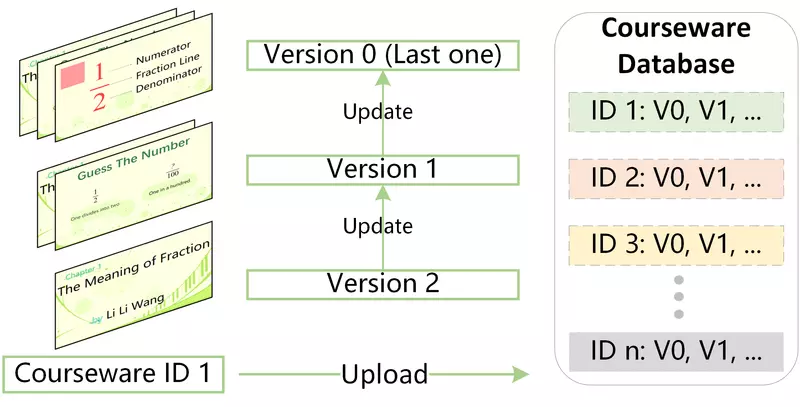 Chapter
Th
Th
Numerator
1
Fraction Line
2
Denominator
Th
Guess The Number
1
2
?
100
One divides into two
One in a hundred
Chapter 1
The Meaning of Fraction
by Li Li Wang
Courseware ID 1
Version 0 (Last one)
Update
Version 1
Update
Version 2
Upload
Courseware
Database
ID 1: V0, V1, ...
ID 2: V0, V1, ...
ID 3: V0, V1, ...
ID n: V0, V1, ...